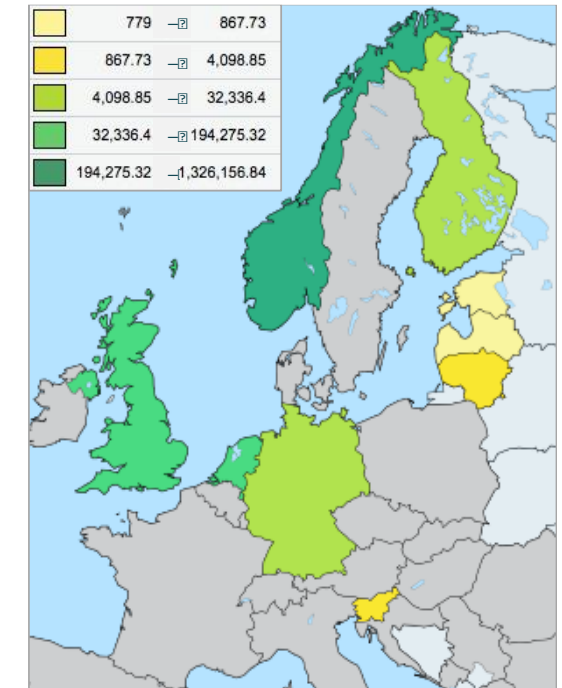 779 – 867.73
867.73 – 4,098.85
4,098.85 – 32,336.4
32,336.4 – 194,275.32
194,275.32 – 1,326,156.84